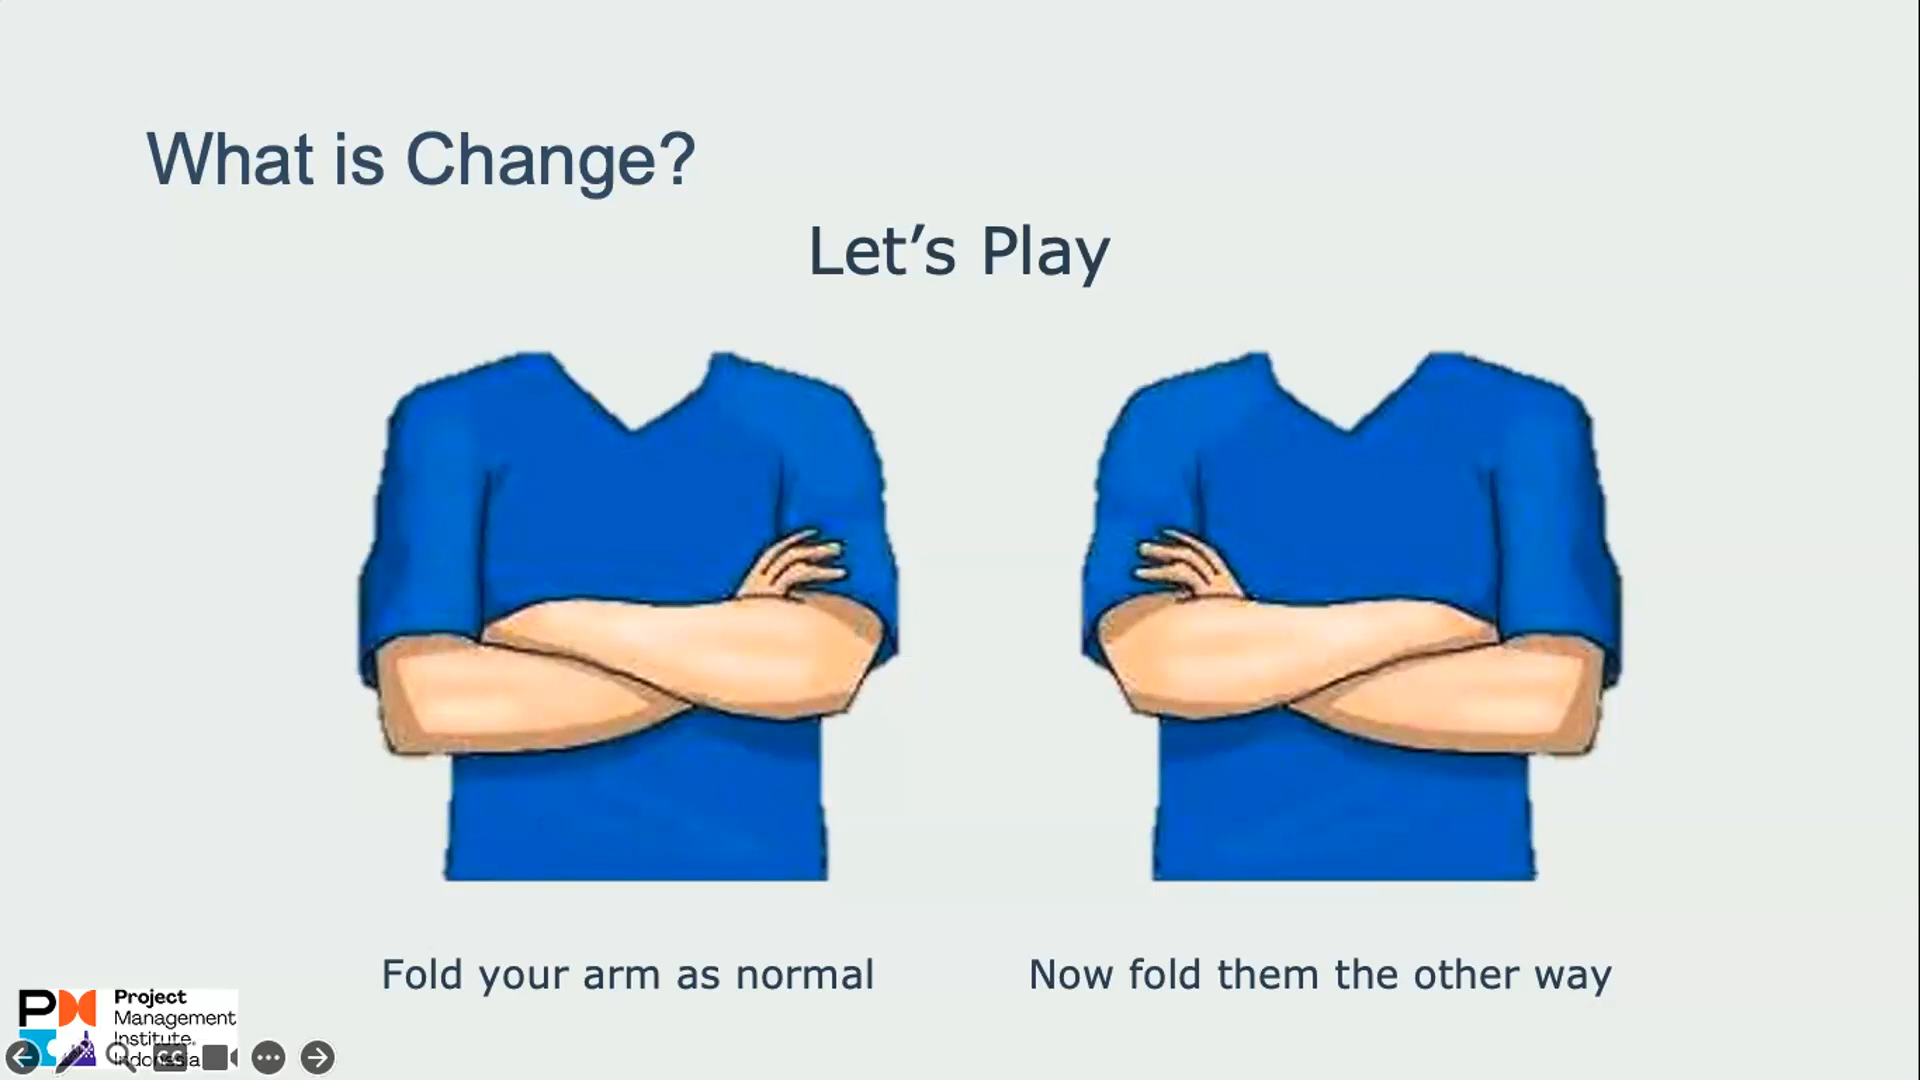 What is Change?
Let's Play
Fold your arm as normal
Now fold them the other way
Project
Management
Institute.
Indonesia
CC